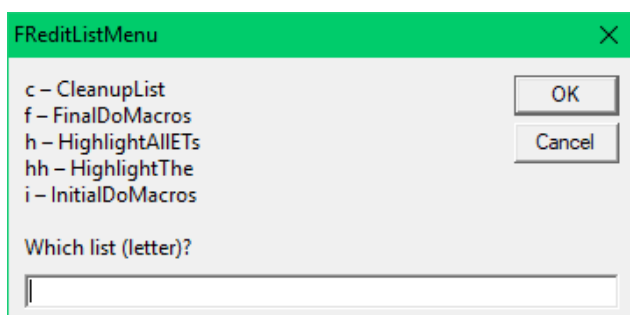 FReditListMenu
c – CleanupList
f – FinalDoMacros
h – HighlightAllETs
hh – HighlightThe
i – InitialDoMacros
Which list (letter)?
OK
Cancel